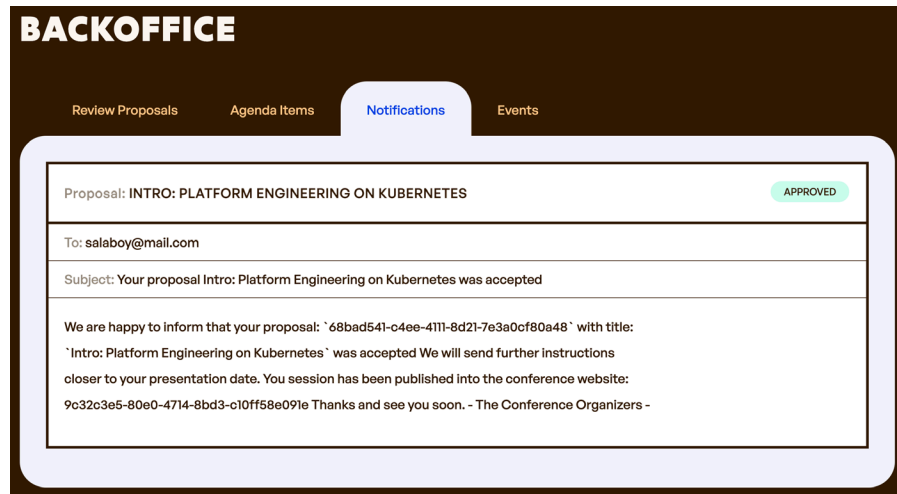 BACKOFFICE
Review Proposals Agenda Items Notifications Events
Proposal: INTRO: PLATFORM ENGINEERING ON KUBERNETES APPROVED
To: salaboy@mail.com
Subject: Your proposal Intro: Platform Engineering on Kubernetes was accepted
We are happy to inform that your proposal: `68bad541-c4ee-4111-8d21-7e3a0cf80a48` with title:
`Intro: Platform Engineering on Kubernetes` was accepted We will send further instructions
closer to your presentation date. You session has been published into the conference website:
9c32c3e5-80e0-4714-8bd3-c10ff58e091e Thanks and see you soon. - The Conference Organizers -